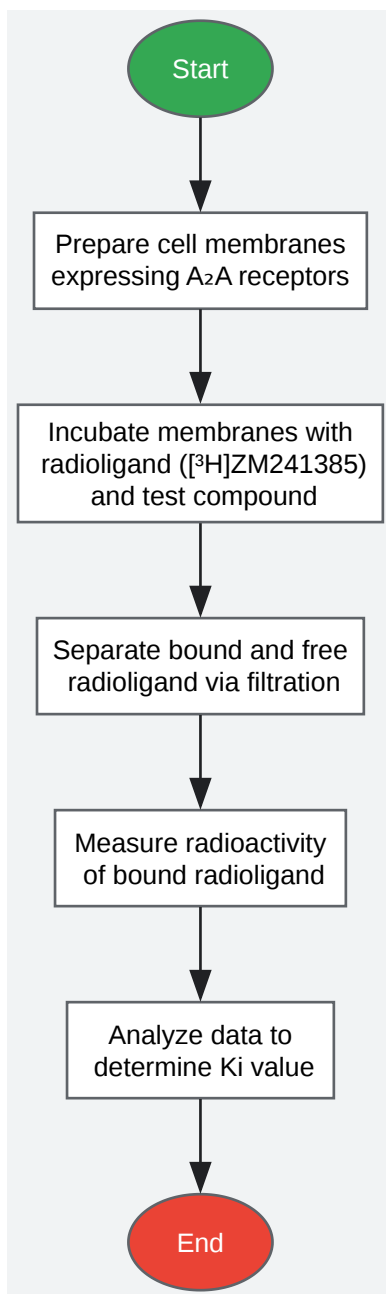 Start
Prepare cell membranes
expressing A₂A receptors
Incubate membranes with
radioligand ([³H]ZM241385)
and test compound
Separate bound and free
radioligand via filtration
Measure radioactivity
of bound radioligand
Analyze data to
determine Ki value
End